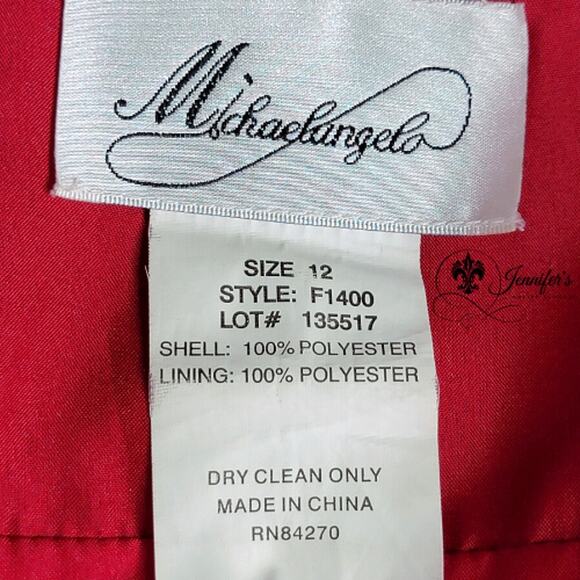 Michaelangelo
SIZE 12
STYLE: F1400
LOT# 135517
SHELL: 100% POLYESTER
LINING: 100% POLYESTER
DRY CLEAN ONLY
MADE IN CHINA
RN84270
Jennifer's